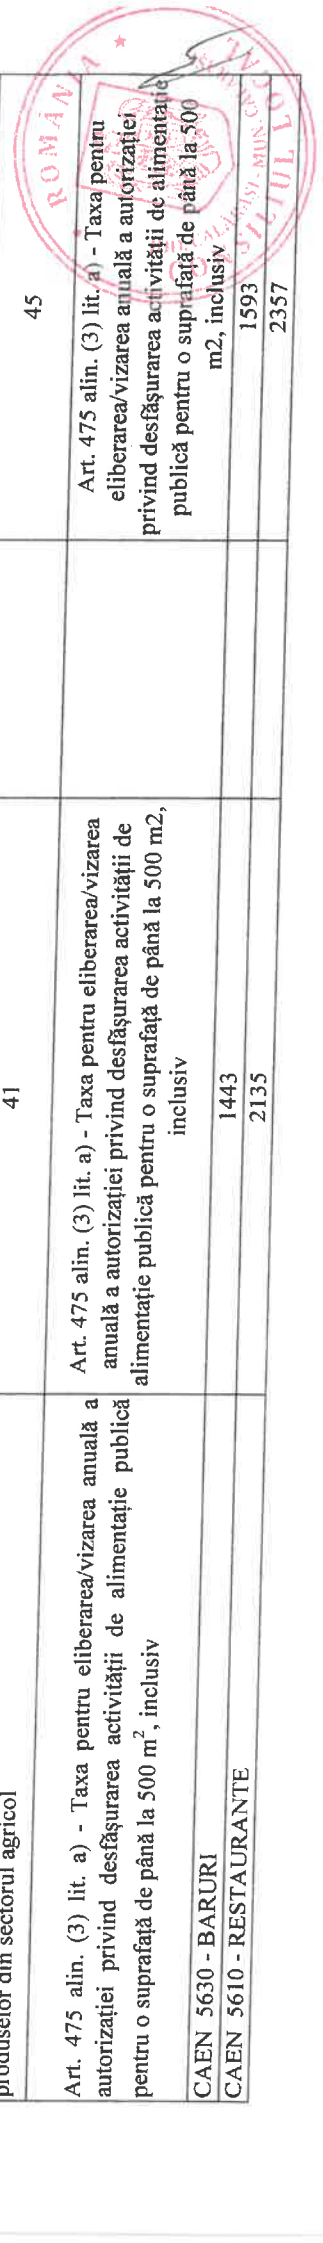 produselor din sectorul agricol
41
45
Art. 475 alin. (3) lit. a) - Taxa pentru eliberarea/vizarea anuală a
autorizației privind desfășurarea activității de alimentație publică
pentru o suprafață de până la 500 m², inclusiv
Art. 475 alin. (3) lit. a) - Taxa pentru eliberarea/vizarea
anuală a autorizației privind desfășurarea activității de
alimentație publică pentru o suprafață de până la 500 m2,
inclusiv
Art. 475 alin. (3) lit. a) - Taxa pentru
eliberarea/vizarea anuală a autorizației
privind desfășurarea activității de alimentație
publică pentru o suprafață de până la 500
m2, inclusiv
CAEN 5630 - BARURI
1443
1593
CAEN 5610 - RESTAURANTE
2135
2357
ROMÂNIA
CONSILIUL LOCAL